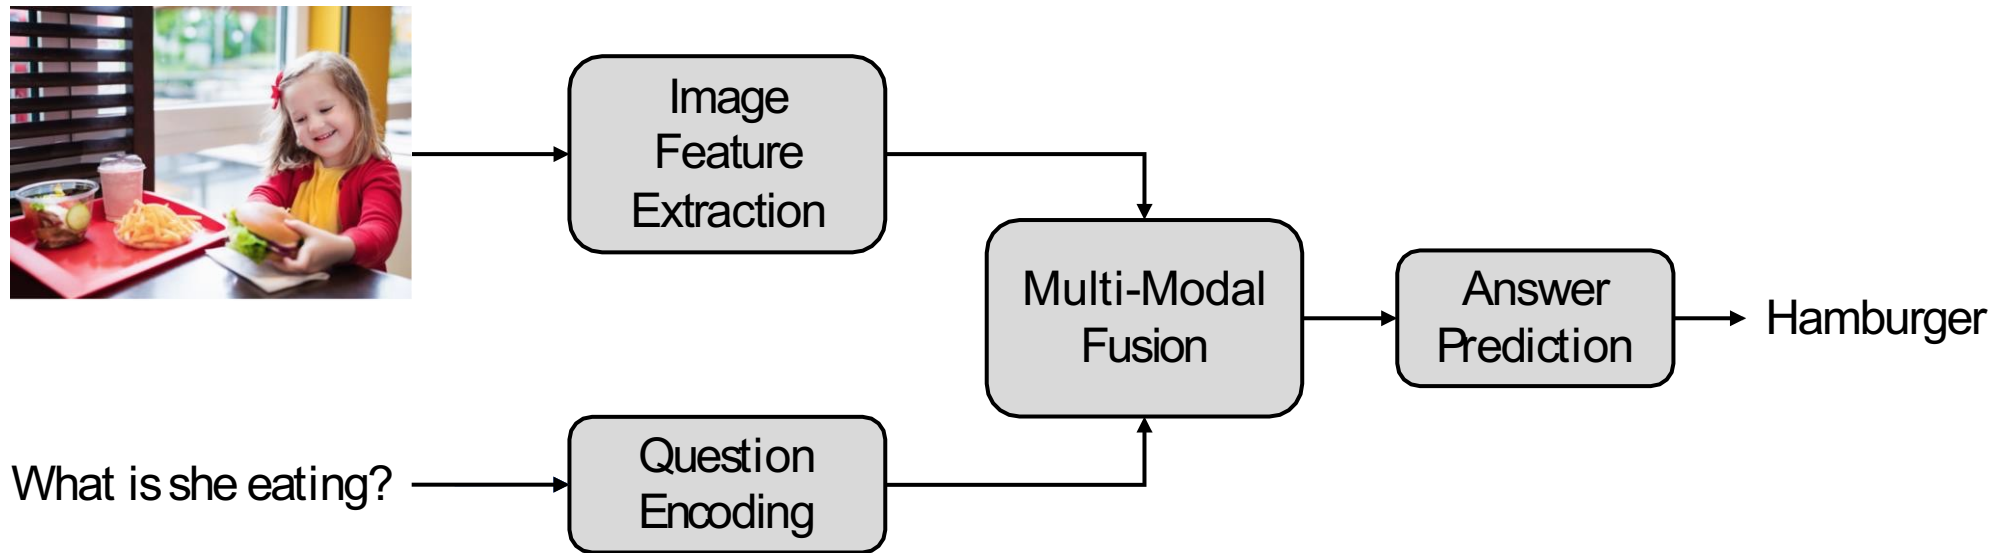 Image
Feature
Extraction
Multi-Modal
Fusion
Answer
Prediction
Hamburger
What is she eating?
Question
Encoding